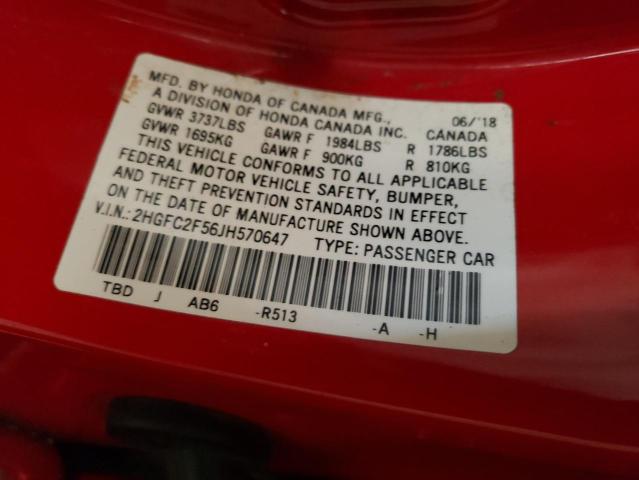 MFD. BY HONDA OF CANADA MFG., 06/'18
A DIVISION OF HONDA CANADA INC. CANADA
GVWR 3737LBS GAWR F 1984LBS R 1786LBS
GVWR 1695KG GAWR F 900KG R 810KG
THIS VEHICLE CONFORMS TO ALL APPLICABLE
FEDERAL MOTOR VEHICLE SAFETY, BUMPER,
AND THEFT PREVENTION STANDARDS IN EFFECT
ON THE DATE OF MANUFACTURE SHOWN ABOVE.
V.I.N.: 2HGFC2F56JH570647 TYPE: PASSENGER CAR
TBD J AB6 -R513 -A -H